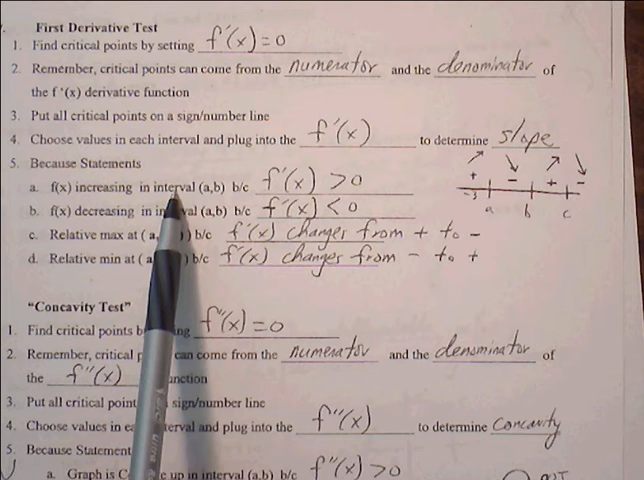 First Derivative Test
1. Find critical points by setting f'(x) = 0
2. Remember, critical points can come from the numerator and the denominator of
the f '(x) derivative function
3. Put all critical points on a sign/number line
4. Choose values in each interval and plug into the f'(x) to determine slope
5. Because Statements
a. f(x) increasing in interval (a,b) b/c f'(x) > 0
+ − + −
b. f(x) decreasing in interval (a,b) b/c f'(x) < 0
a b c
c. Relative max at ( a, ) b/c f'(x) changes from + to −
d. Relative min at ( a, ) b/c f'(x) changes from − to +
"Concavity Test"
1. Find critical points by f''(x) = 0
2. Remember, critical can come from the numerator and the denominator of
the f''(x)
3. Put all critical sign/number line
4. Choose values in and plug into the f''(x) to determine concavity
5. Because
a. Graph is up in interval (a,b) b/c f''(x) > 0